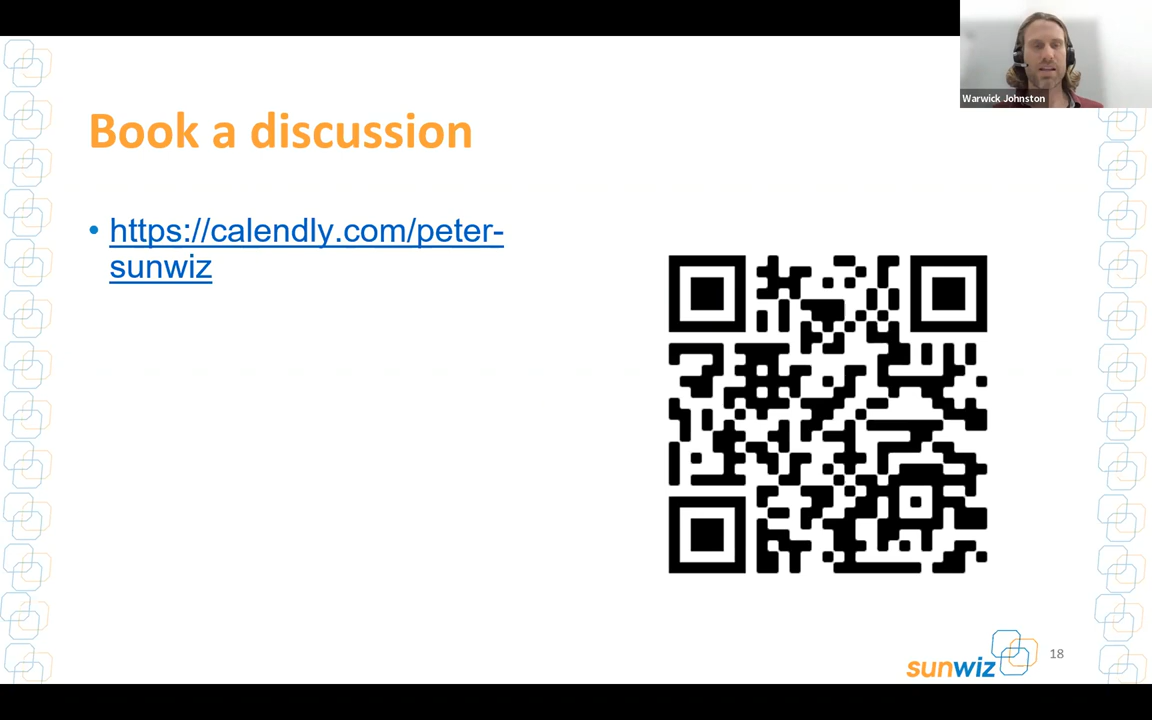 Warwick Johnston
Book a discussion
• https://calendly.com/peter-
sunwiz
sunwiz
18